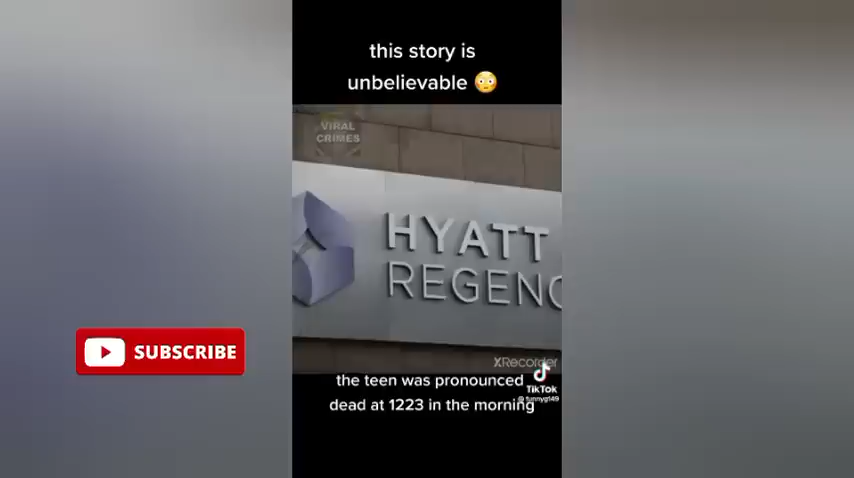 this story is
unbelievable 😳
VIRAL
CRIMES
HYATT
REGENC
XRecorder
SUBSCRIBE
the teen was pronounced
dead at 1223 in the morning
TikTok
@funnyg149